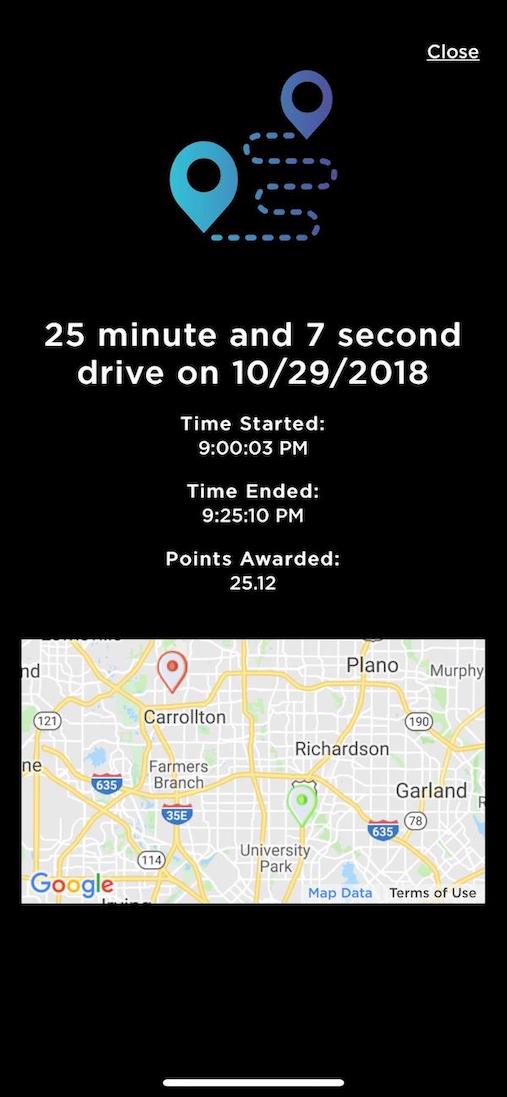 Close
25 minute and 7 second
drive on 10/29/2018
Time Started:
9:00:03 PM
Time Ended:
9:25:10 PM
Points Awarded:
25.12
nd
Plano
Murphy
121
Carrollton
190
Richardson
ne
Farmers
Branch
635
Garland
35E
78
635
University
Park
114
Google
Map Data
Terms of Use